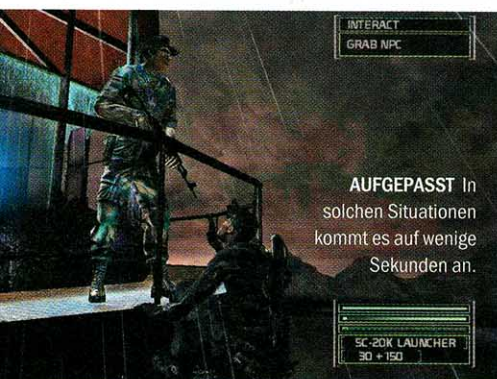 INTERACT
GRAB NPC
AUFGEPASST In
solchen Situationen
kommt es auf wenige
Sekunden an.
SC-20K LAUNCHER
30 +150